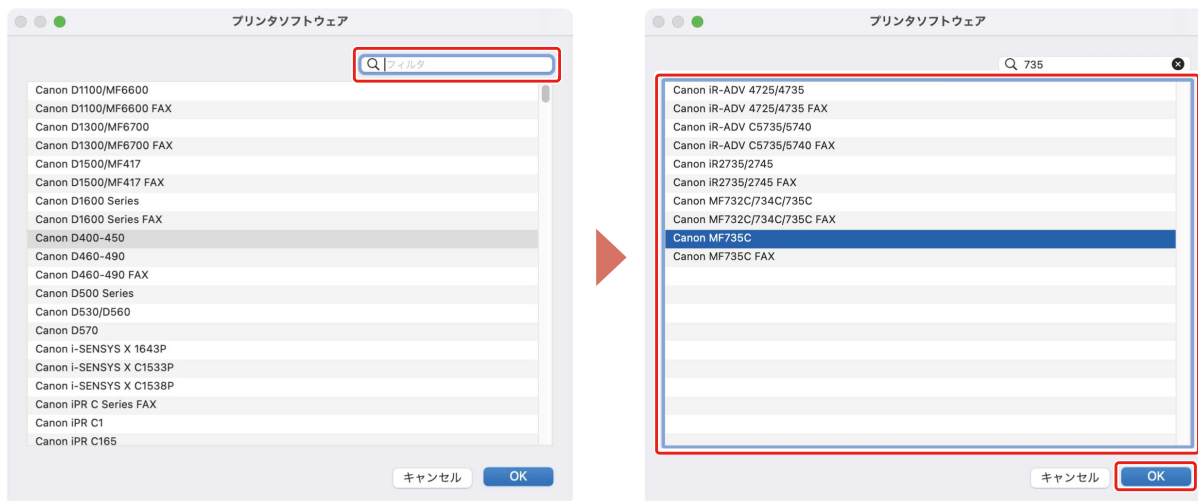 プリンタソフトウェア
フィルタ
Canon D1100/MF6600
Canon D1100/MF6600 FAX
Canon D1300/MF6700
Canon D1300/MF6700 FAX
Canon D1500/MF417
Canon D1500/MF417 FAX
Canon D1600 Series
Canon D1600 Series FAX
Canon D400-450
Canon D460-490
Canon D460-490 FAX
Canon D500 Series
Canon D530/D560
Canon D570
Canon i-SENSYS X 1643P
Canon i-SENSYS X C1533P
Canon i-SENSYS X C1538P
Canon iPR C Series FAX
Canon iPR C1
Canon iPR C165
キャンセル OK
プリンタソフトウェア
735
Canon iR-ADV 4725/4735
Canon iR-ADV 4725/4735 FAX
Canon iR-ADV C5735/5740
Canon iR-ADV C5735/5740 FAX
Canon iR2735/2745
Canon iR2735/2745 FAX
Canon MF732C/734C/735C
Canon MF732C/734C/735C FAX
Canon MF735C
Canon MF735C FAX
キャンセル OK